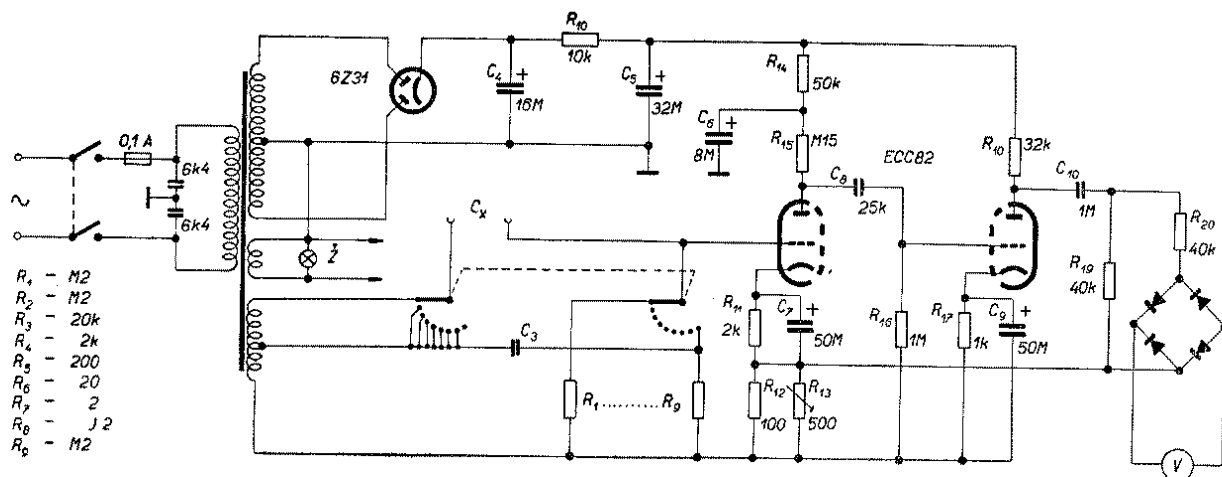 R10
10k
6Z31
C4
16M
C5
32M
R14
50k
C6
8M
R15
M15
ECC82
R10
32k
C10
1M
0,1 A
6k4
6k4
Cx
C8
25k
R20
40k
R19
40k
Ž
R1 - M2
R2 - M2
R3 - 20k
R4 - 2k
R5 - 200
R6 - 20
R7 - 2
R8 - J2
R9 - M2
C3
R11
2k
C7
50M
R16
1M
R17
1k
C9
50M
R1 ........ R9
R12
100
R13
500
V